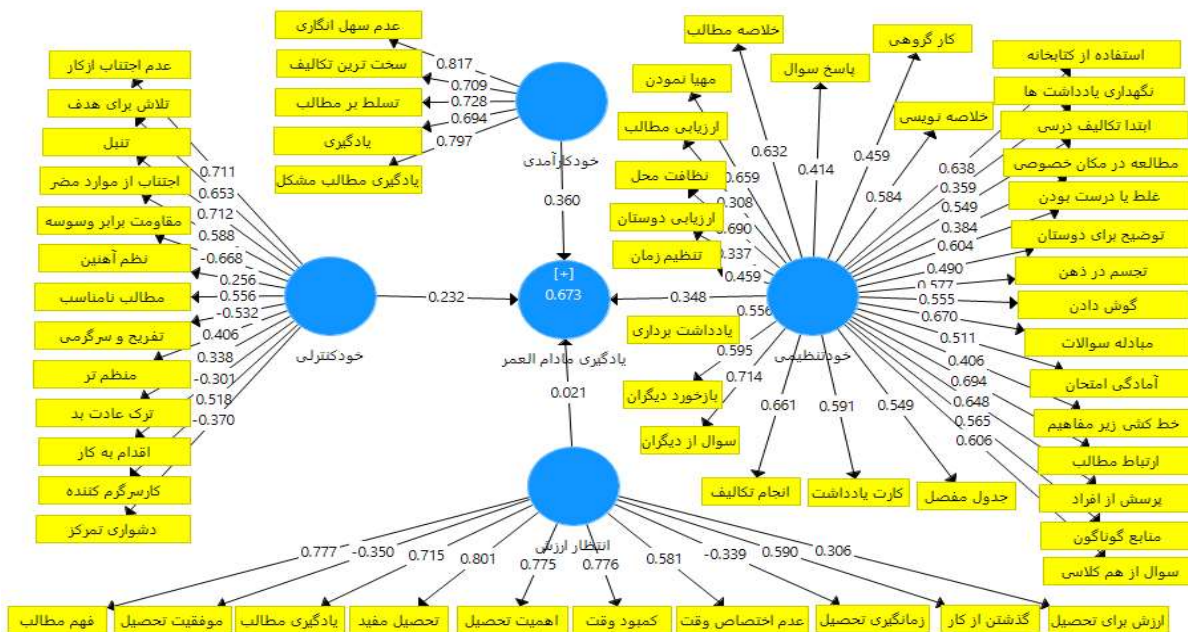 عدم اجتناب ازکار
تلاش برای هدف
تنبل
اجتناب از موارد مضر
مقاومت برابر وسوسه
نظم آهنین
مطالب نامناسب
تفریح و سرگرمی
منظم تر
ترک عادت بد
اقدام به کار
کارسرگرم کننده
دشواری تمرکز
0.711
0.653
0.712
0.588
-0.668
0.256
0.556
-0.532
0.406
0.338
-0.301
0.518
-0.370
خودکنترلی
0.232
عدم سهل انگاری
سخت ترین تکالیف
تسلط بر مطالب
یادگیری
یادگیری مطالب مشکل
0.817
0.709
0.728
0.694
0.797
خودکارآمدی
0.360
[+]
0.673
یادگیری مادام العمر
0.348
0.021
خودتنظیمی
خلاصه مطالب
پاسخ سوال
کار گروهی
خلاصه نویسی
مهیا نمودن
ارزیابی مطالب
نظافت محل
ارزیابی دوستان
تنظیم زمان
یادداشت برداری
بازخورد دیگران
سوال از دیگران
انجام تکالیف
کارت یادداشت
جدول مفصل
0.632
0.414
0.459
0.584
0.659
0.308
0.690
0.337
0.459
0.556
0.595
0.714
0.661
0.591
0.549
استفاده از کتابخانه
نگهداری یادداشت ها
ابتدا تکالیف درسی
مطالعه در مکان خصوصی
غلط یا درست بودن
توضیح برای دوستان
تجسم در ذهن
گوش دادن
مبادله سوالات
آمادگی امتحان
خط کشی زیر مفاهیم
ارتباط مطالب
پرسش از افراد
منابع گوناگون
سوال از هم کلاسی
0.638
0.359
0.549
0.384
0.604
0.490
0.577
0.555
0.670
0.511
0.406
0.694
0.648
0.565
0.606
انتظار ارزش
0.777
-0.350
0.715
0.801
0.775
0.776
0.581
-0.339
0.590
0.306
فهم مطالب
موفقیت تحصیل
یادگیری مطالب
تحصیل مفید
اهمیت تحصیل
کمبود وقت
عدم اختصاص وقت
زمانگیری تحصیل
گذشتن از کار
ارزش برای تحصیل